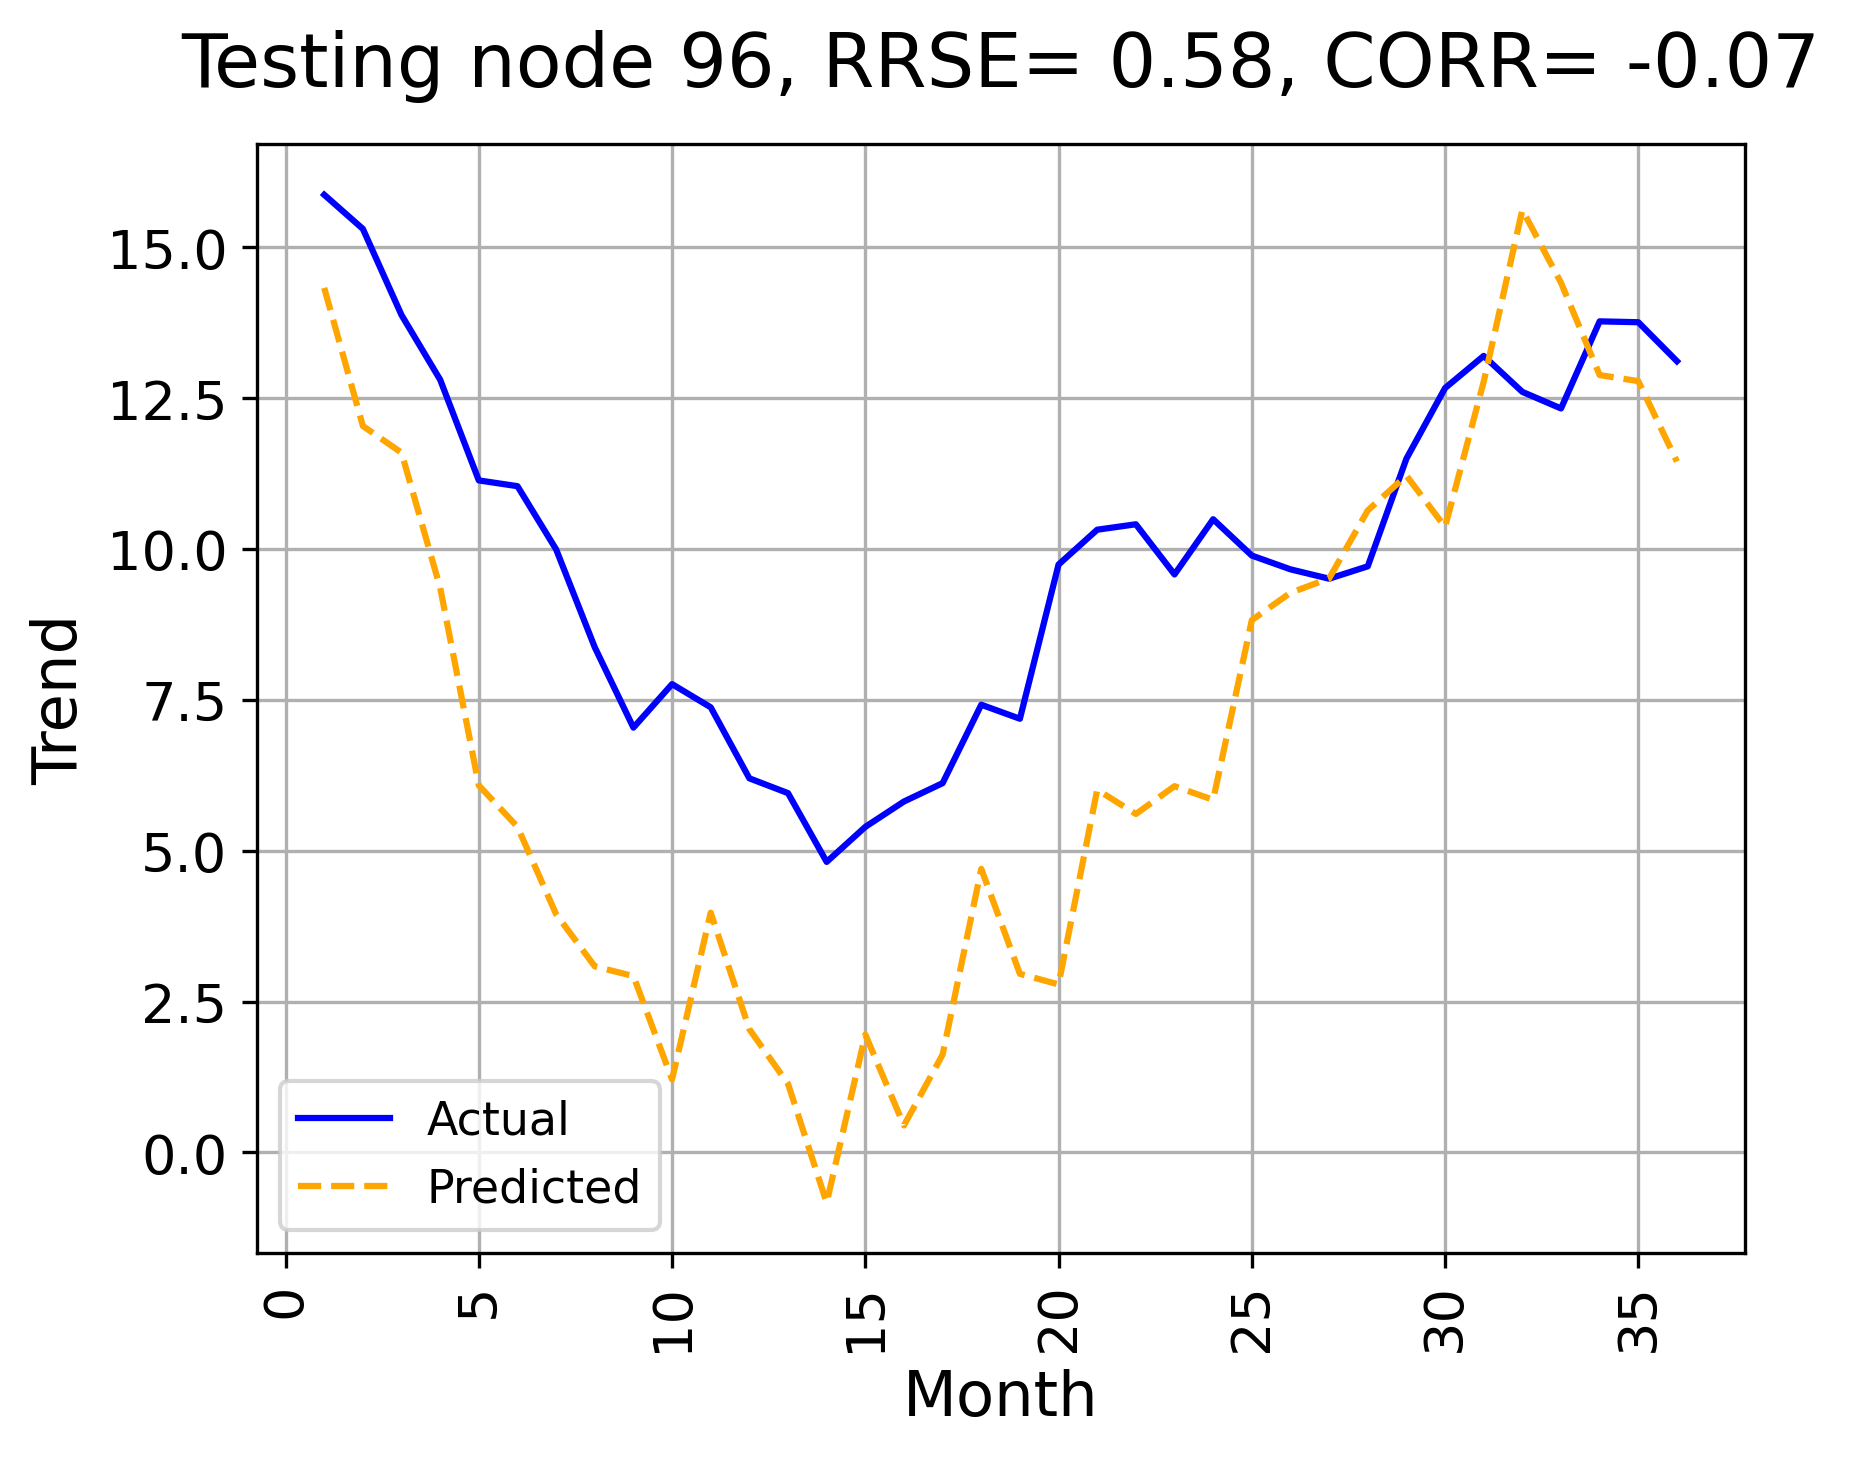 Testing node 96, RRSE= 0.58, CORR= -0.07
Trend
15.0
12.5
10.0
7.5
5.0
2.5
0.0
Actual
Predicted
0 5 10 15 20 25 30 35
Month